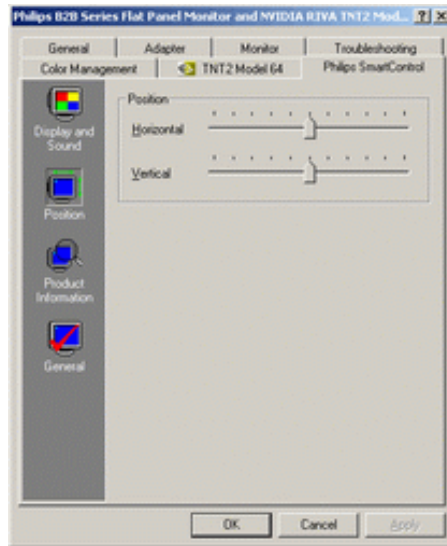 Philips B2B Series Flat Panel Monitor and NVIDIA RIVA TNT2 Mod...
General Adapter Monitor Troubleshooting
Color Management TNT2 Model 64 Philips SmartControl
Display and
Sound
Position
Product
Information
General
Position
Horizontal
Vertical
OK Cancel Apply